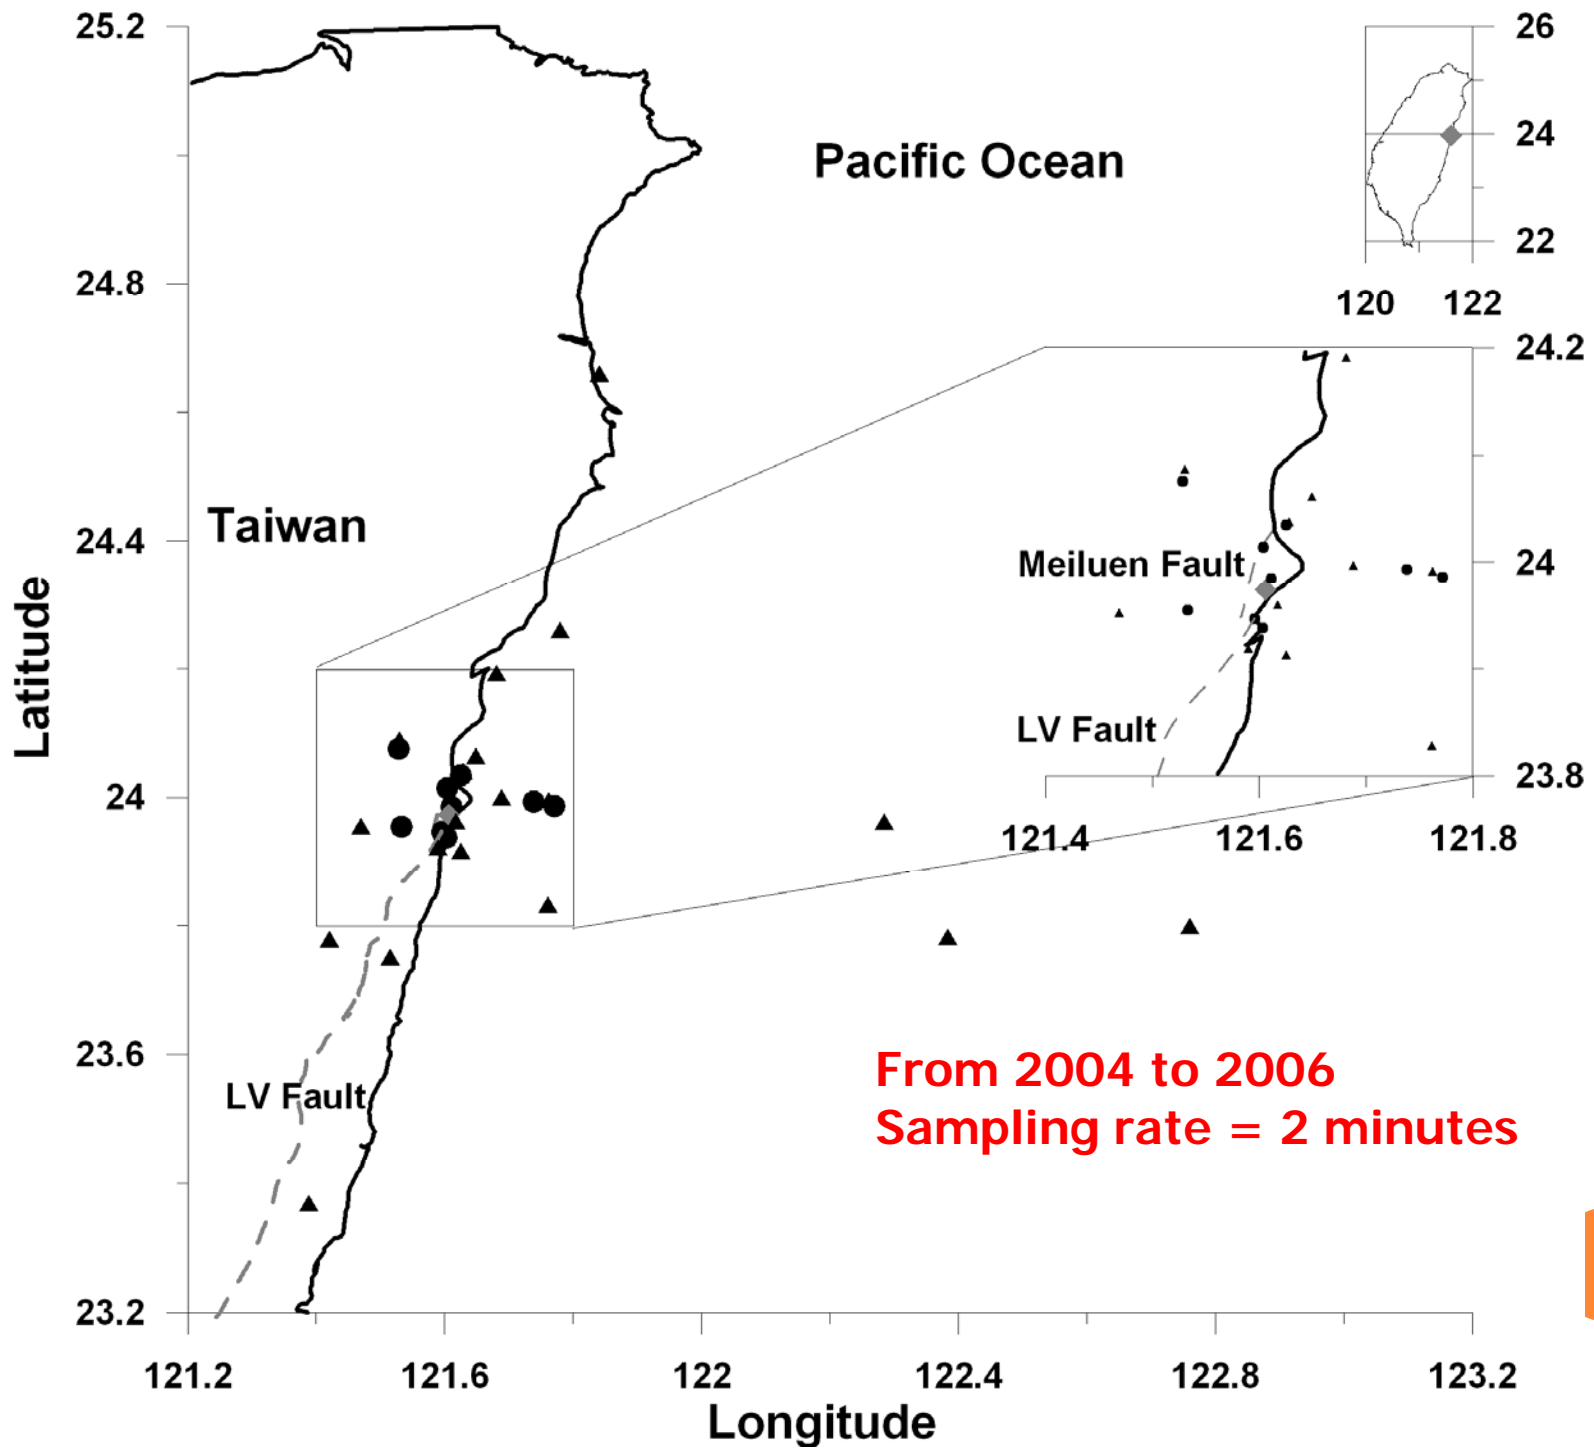 25.2
26
Pacific Ocean
24
22
24.8
120
122
24.2
Taiwan
24.4
Meiluen Fault
24
LV Fault
23.8
Latitude
24
121.4
121.6
121.8
23.6
From 2004 to 2006
LV Fault
Sampling rate = 2 minutes
23.2
121.2
121.6
122
122.4
122.8
123.2
Longitude